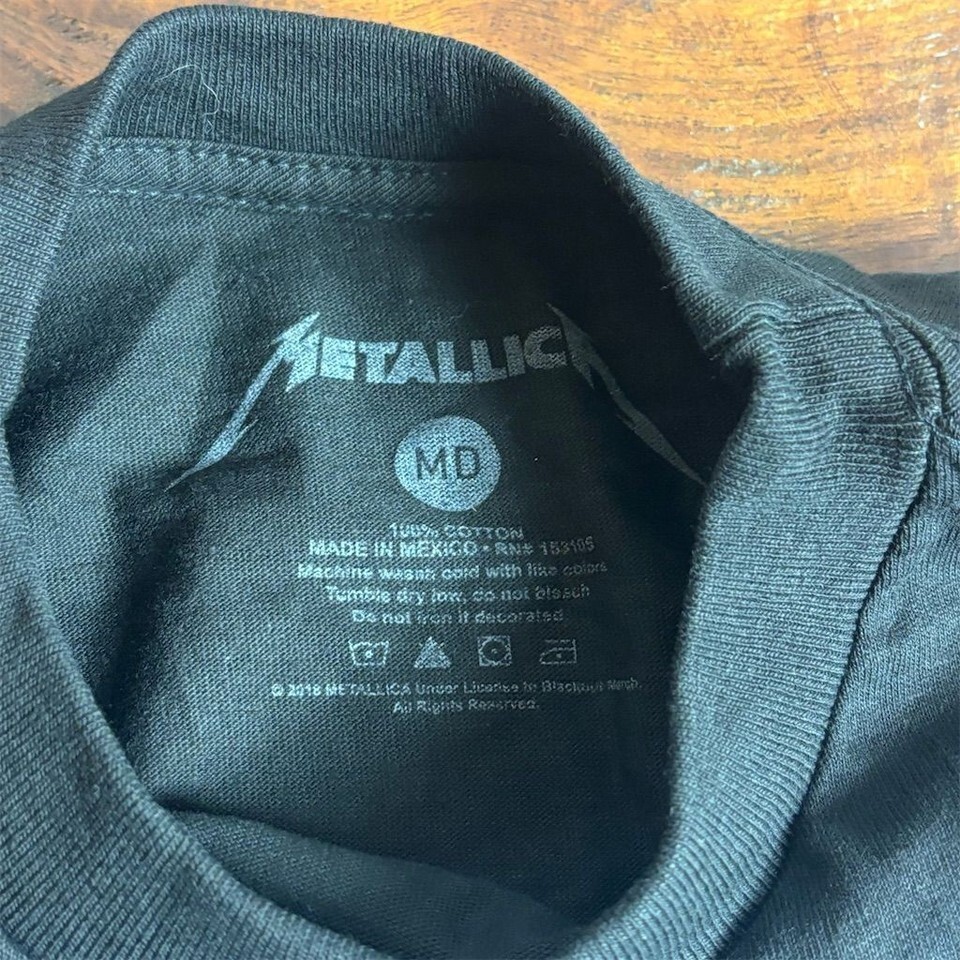 METALLICA
MD
100% COTTON
MADE IN MEXICO • RN# 153105
Machine wash cold with like colors
Tumble dry low, do not bleach
Do not iron if decorated
© 2018 METALLICA Under License to Blackout Merch.
All Rights Reserved.